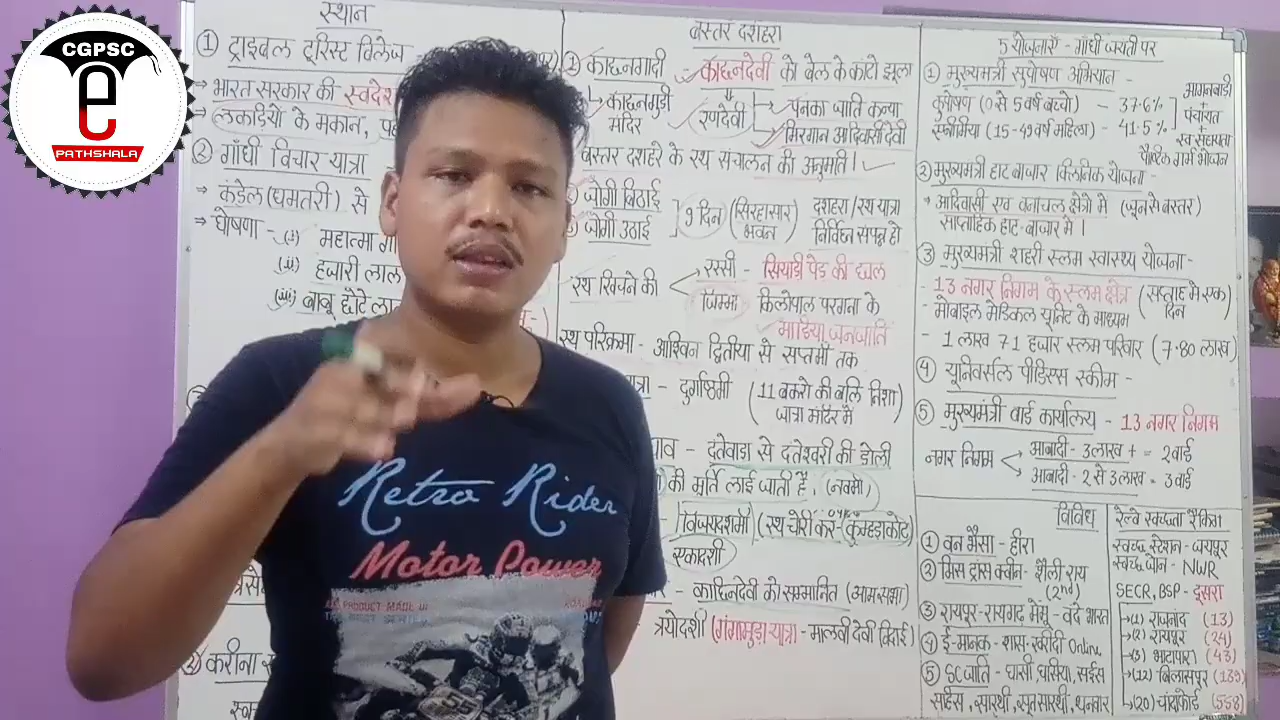 CGPSC
e
PATHSHALA
स्थान
① ट्राइबल टूरिस्ट विलेज
→ भारत सरकार की स्वदे
→ लकड़ियों के मकान,
② गाँधी विचार यात्रा
→ कंडेल (धमतरी) से
→ घोषणा - (i) महात्मा गाँ
(ii) हजारी लाल
(iii) बाबू छोटे ला
③ करीना
बस्तर दशहरा
① काछनगादी - काछनदेवी को बेल के कांटो झूला
काछनगुड़ी मंदिर
रणदेवी
पनका जाति कन्या
मिरगान आदिवासी देवी
बस्तर दशहरे के रथ संचालन की अनुमति।
जोगी बिठाई
जोगी उठाई
9 दिन (सिरहासार भवन)
दशहरा/रथ यात्रा निर्विघ्न संपन्न हो
रथ खिंचने की
रस्सी - सियाड़ी पेड़ की छाल
जिम्मा किलोपाल परगना के
माड़िया जनजाति
रथ परिक्रमा - आश्विन द्वितीया से सप्तमी तक
त्रा - दुर्गाष्टमी (11 बकरो की बलि निशा जात्रा मंदिर में)
घाव - दंतेवाड़ा से दंतेश्वरी की डोली
की मूर्ति लाई जाती हैं, (नवमी)
- विजयादशमी (रथ चोरी कर - कुम्हड़ाकोट)
एकादशी
- काछिनदेवी को सम्मानित (आमसभा)
त्रयोदशी (गंगामुड़ा यात्रा - मालवी देवी विदाई)
5 योजनाएँ - गाँधी जयंती पर
① मुख्यमंत्री सुपोषण अभियान -
कुपोषण (0 से 5 वर्ष बच्चो) - 37.6%
एनीमिया (15-49 वर्ष महिला) - 41.5%
आंगनबाड़ी
+
पंचायत
+
स्व सहायता
पौष्टिक गर्म भोजन
② मुख्यमंत्री हाट बाजार क्लिनिक योजना -
→ आदिवासी एवं वनांचल क्षेत्रो में (जून से बस्तर)
साप्ताहिक हाट-बाजार में।
③ मुख्यमंत्री शहरी स्लम स्वास्थ्य योजना -
- 13 नगर निगम के स्लम क्षेत्र (सप्ताह में एक दिन)
- मोबाइल मेडिकल यूनिट के माध्यम
- 1 लाख 71 हजार स्लम परिवार (7.80 लाख)
④ यूनिवर्सल पीडिएस स्कीम -
⑤ मुख्यमंत्री वार्ड कार्यालय - 13 नगर निगम
नगर निगम
आबादी - 3 लाख + = 2 वार्ड
आबादी - 2 से 3 लाख = 3 वार्ड
विविध
① वन भैंसा - हीरा
② मिस ट्रांस क्वीन - शैली राय
(2nd)
③ रायपुर - रायगढ़ मेमू - वंदे भारत
④ ई-मानक - शास. खरीदी Online
⑤ SC जाति - घासी घासिया, सईस
सहिस, सारथी, सूतसारथी, थनवार
रेल्वे स्वच्छता रैंकिंग
स्वच्छ स्टेशन - जयपुर
स्वच्छ जोन - NWR
SECR, BSP - दूसरा
→ (1) राजनांद (13)
→ (2) रायपुर (24)
→ (3) भाटापारा (43)
→ (12) बिलासपुर (139)
→ (20) चांपा (558)
Retro Rider
Motor Power